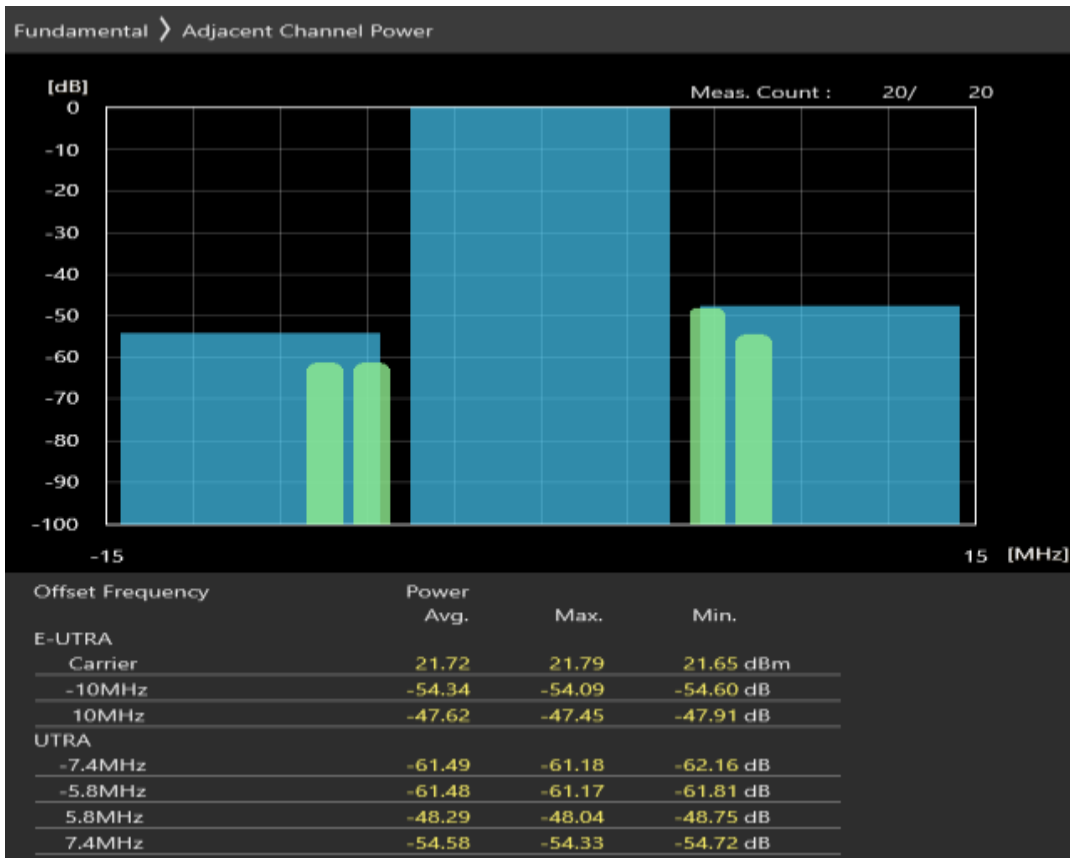 Fundamental ❯ Adjacent Channel Power
[dB]
Meas. Count : 20/ 20
0
-10
-20
-30
-40
-50
-60
-70
-80
-90
-100
-15 15 [MHz]
Offset Frequency Power
Avg. Max. Min.
E-UTRA
Carrier 21.72 21.79 21.65 dBm
-10MHz -54.34 -54.09 -54.60 dB
10MHz -47.62 -47.45 -47.91 dB
UTRA
-7.4MHz -61.49 -61.18 -62.16 dB
-5.8MHz -61.48 -61.17 -61.81 dB
5.8MHz -48.29 -48.04 -48.75 dB
7.4MHz -54.58 -54.33 -54.72 dB